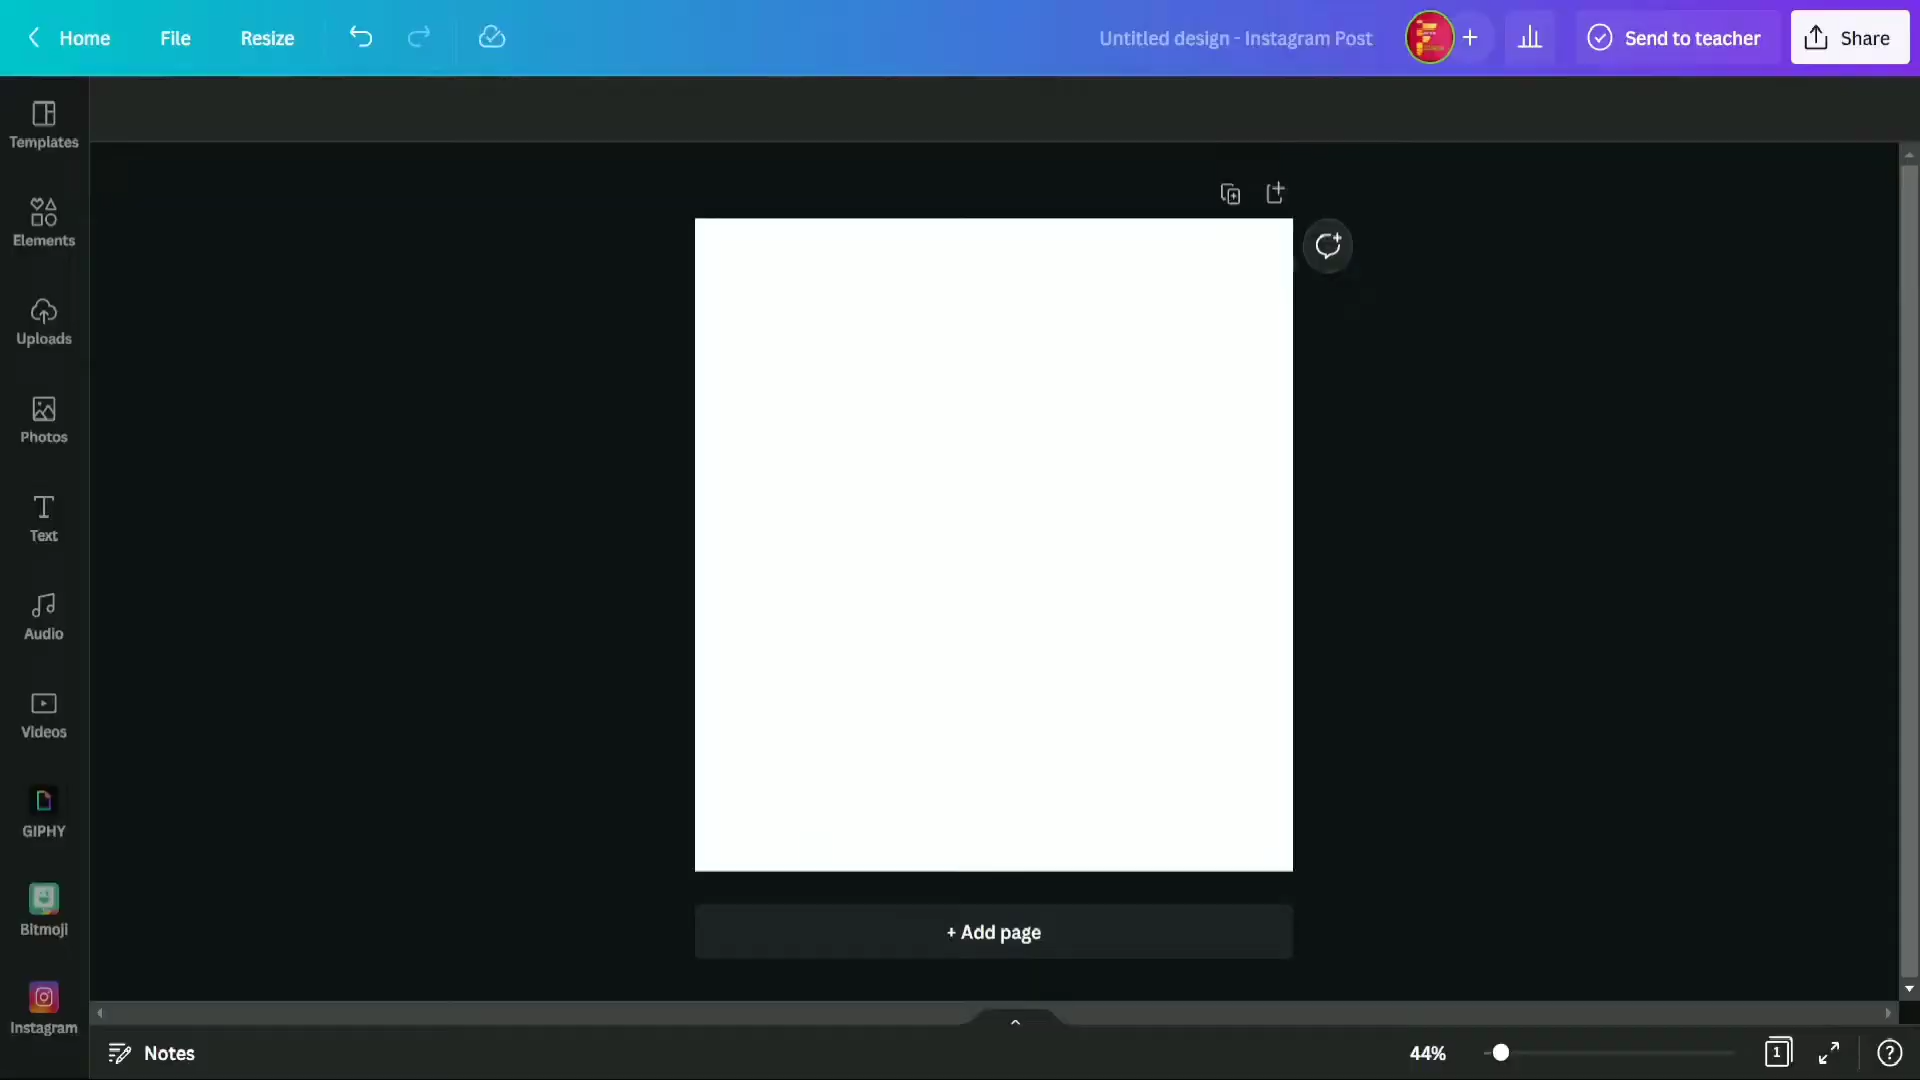 Home File Resize Untitled design - Instagram Post + Send to teacher Share
Templates
Elements
Uploads
Photos
Text
Audio
Videos
GIPHY
Bitmoji
Instagram
+ Add page
Notes 44% 1 ?